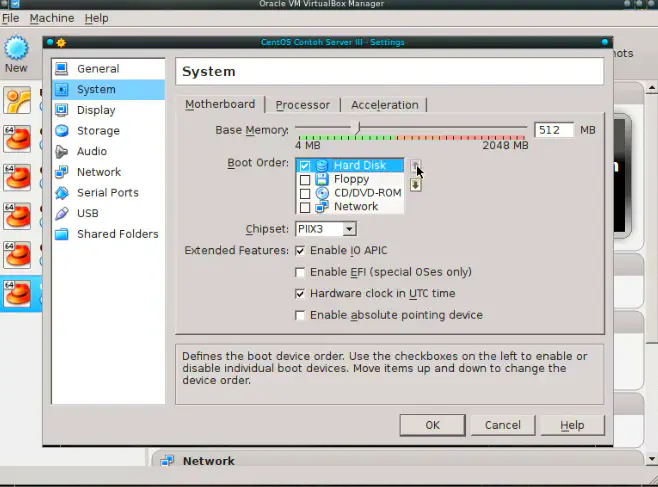 Oracle VM VirtualBox Manager
File Machine Help
CentOS Contoh Server III - Settings
New
ots
General
System
Display
Storage
Audio
Network
Serial Ports
USB
Shared Folders
System
Motherboard Processor Acceleration
Base Memory: 512 MB
4 MB 2048 MB
Boot Order: Hard Disk
Floppy
CD/DVD-ROM
Network
Chipset: PIIX3
Extended Features: Enable IO APIC
Enable EFI (special OSes only)
Hardware clock in UTC time
Enable absolute pointing device
Defines the boot device order. Use the checkboxes on the left to enable or
disable individual boot devices. Move items up and down to change the
device order.
OK Cancel Help
Network
64
64
64
64
64